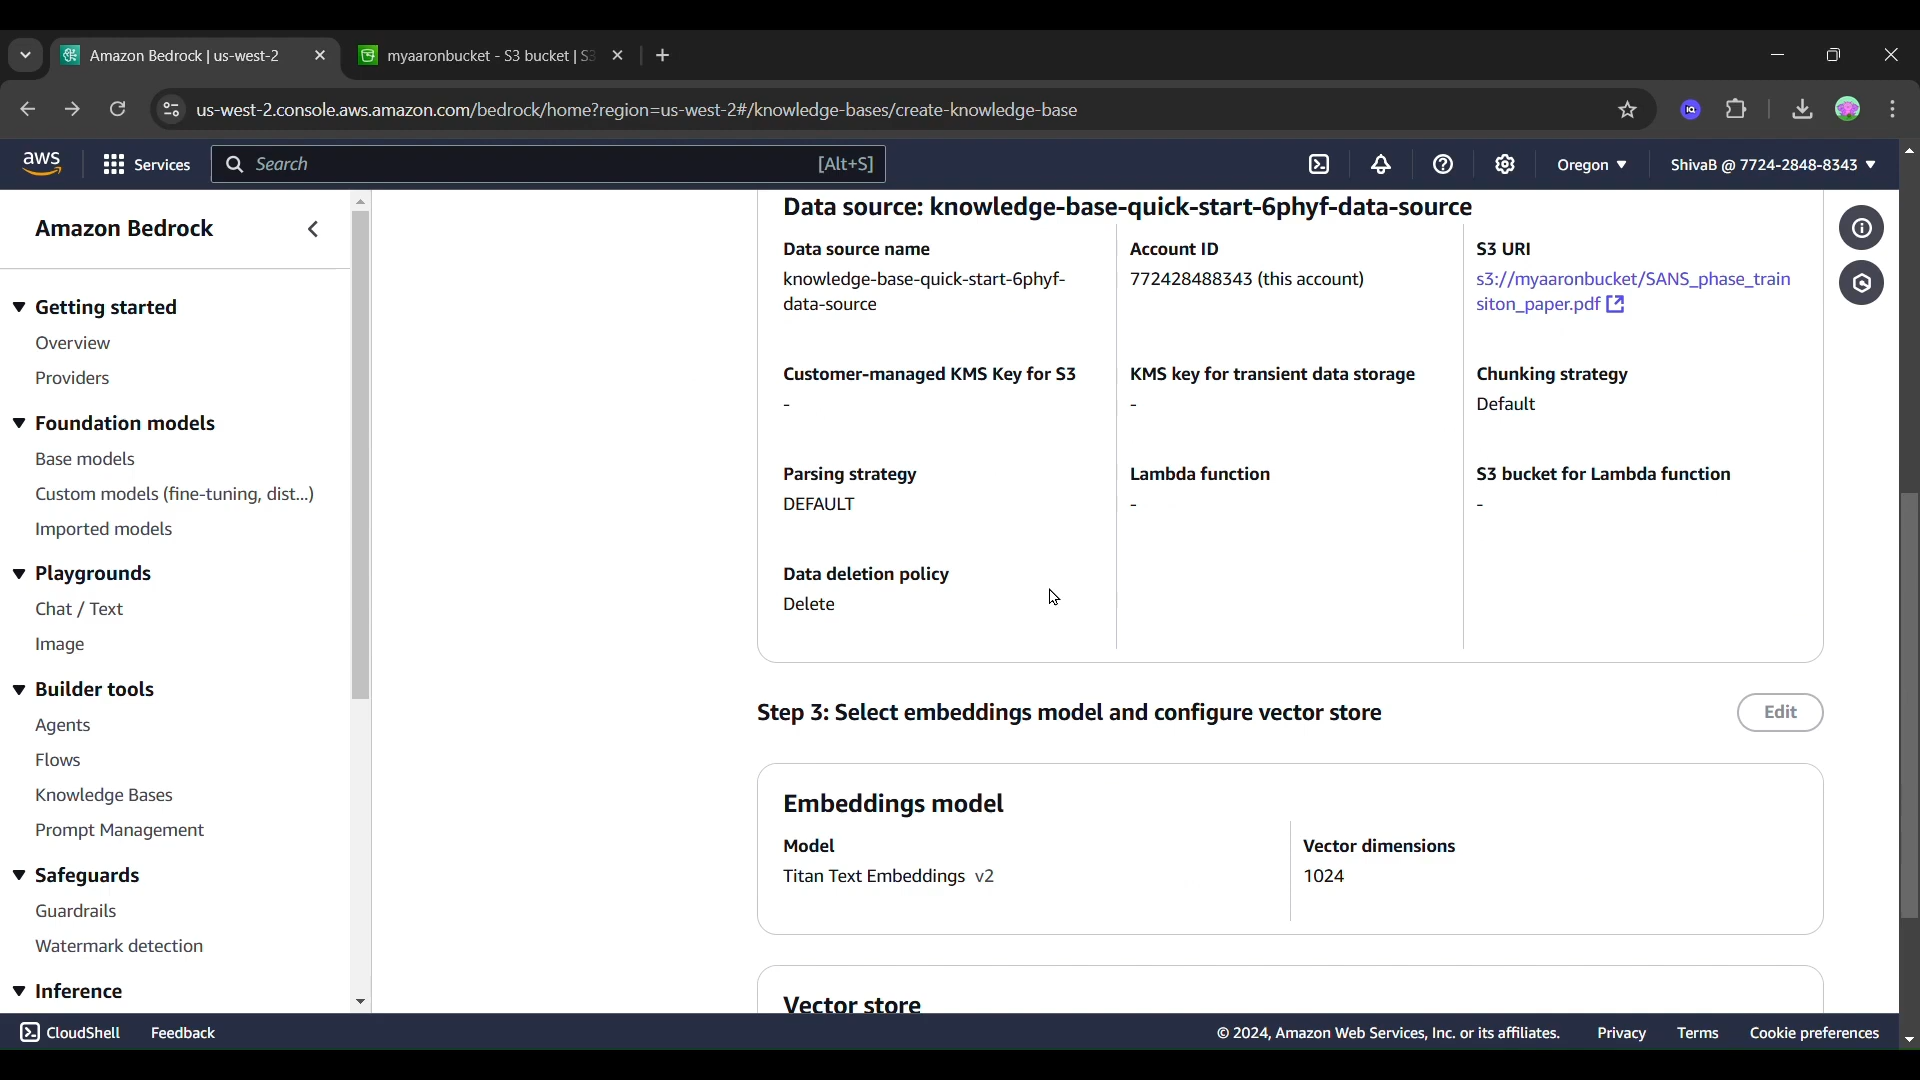 Amazon Bedrock | us-west-2
myaaronbucket - S3 bucket | S3
us-west-2.console.aws.amazon.com/bedrock/home?region=us-west-2#/knowledge-bases/create-knowledge-base
aws
Services
Search
[Alt+S]
Oregon
ShivaB @ 7724-2848-8343
Amazon Bedrock
Getting started
Overview
Providers
Foundation models
Base models
Custom models (fine-tuning, dist...)
Imported models
Playgrounds
Chat / Text
Image
Builder tools
Agents
Flows
Knowledge Bases
Prompt Management
Safeguards
Guardrails
Watermark detection
Inference
Data source: knowledge-base-quick-start-6phyf-data-source
Data source name
knowledge-base-quick-start-6phyf-
data-source
Account ID
772428488343 (this account)
S3 URI
s3://myaaronbucket/SANS_phase_train
siton_paper.pdf
Customer-managed KMS Key for S3
-
KMS key for transient data storage
-
Chunking strategy
Default
Parsing strategy
DEFAULT
Lambda function
-
S3 bucket for Lambda function
-
Data deletion policy
Delete
Step 3: Select embeddings model and configure vector store
Edit
Embeddings model
Model
Titan Text Embeddings v2
Vector dimensions
1024
Vector store
CloudShell
Feedback
© 2024, Amazon Web Services, Inc. or its affiliates.
Privacy
Terms
Cookie preferences